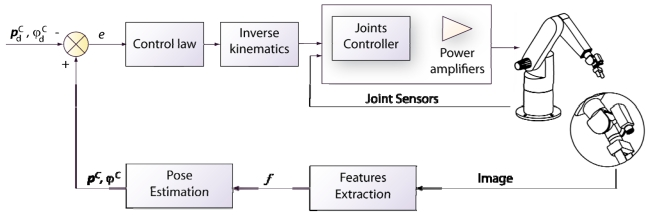 p_d^C, φ_d^C -
+
e
Control law
Inverse
kinematics
Joints
Controller
Power
amplifiers
Joint Sensors
p^C, φ^C
Pose
Estimation
f
Features
Extraction
Image